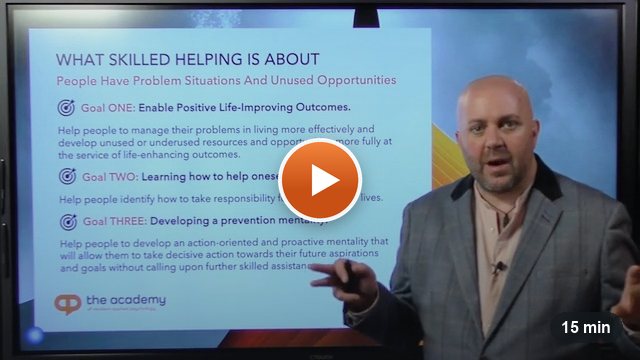 WHAT SKILLED HELPING IS ABOUT
People Have Problem Situations And Unused Opportunities
Goal ONE: Enable Positive Life-Improving Outcomes.
Help people to manage their problems in living more effectively and
develop unused or underused resources and more fully at
the service of life-enhancing outcomes.
Goal TWO: Learning how to help
Help people identify how to take responsibility lives.
Goal THREE: Developing a prevention mentality.
Help people to develop an action-oriented and proactive mentality that
will allow them to take decisive action towards their future aspirations
and goals without calling upon further skilled
the academy
15 min